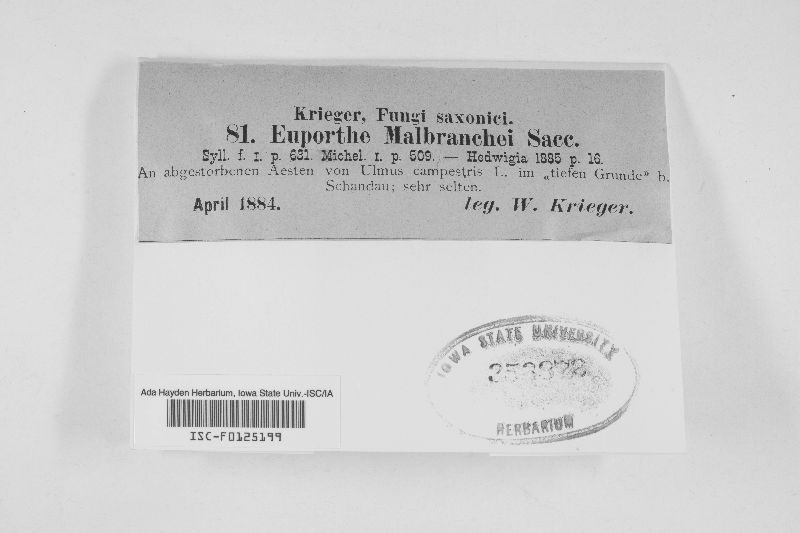 Krieger, Fungi saxonici.
81. Euporthe Malbranchei Sacc.
Syll. f. I. p. 631. Michel. I. p. 509. — Hedwigia 1885 p. 16.
An abgestorbenen Aesten von Ulmus campestris L. im „tiefen Grunde" b.
Schandau; sehr selten.
April 1884. leg. W. Krieger.
IOWA STATE UNIVERSITY
HERBARIUM
Ada Hayden Herbarium, Iowa State Univ.-ISC/IA
ISC-F0125199